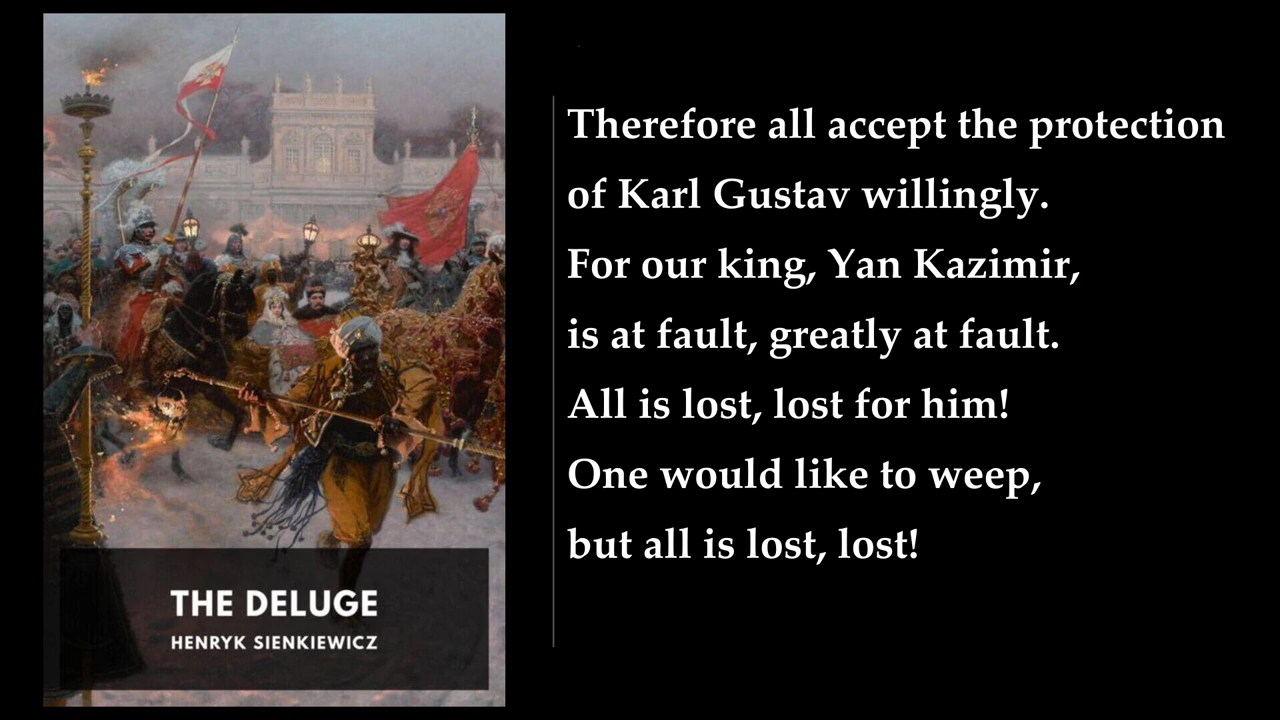 THE DELUGE
HENRYK SIENKIEWICZ
Therefore all accept the protection
of Karl Gustav willingly.
For our king, Yan Kazimir,
is at fault, greatly at fault.
All is lost, lost for him!
One would like to weep,
but all is lost, lost!